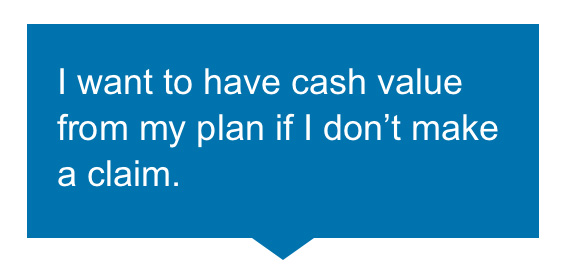 I want to have cash value
from my plan if I don’t make
a claim.